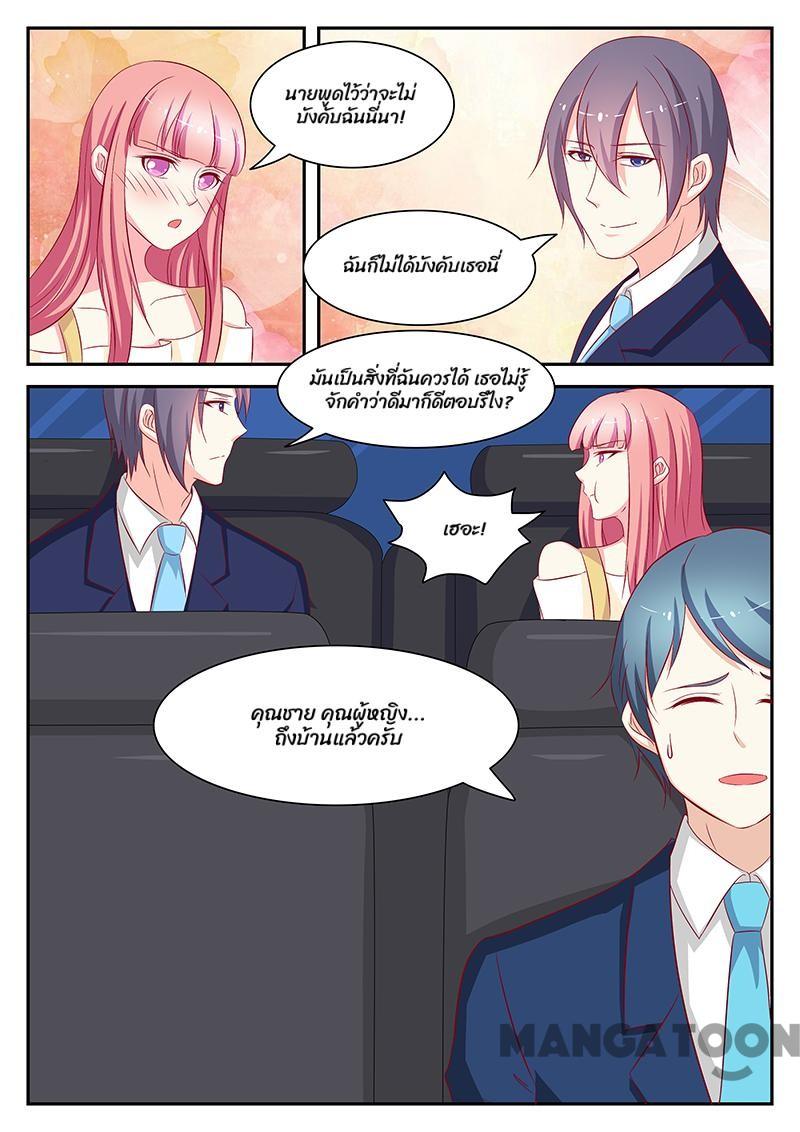 นายพูดไว้ว่าจะไม่
บังคับฉันนี่นา!
ฉันก็ไม่ได้บังคับเธอนี่
มันเป็นสิ่งที่ฉันควรได้ เธอไม่รู้
จักคำว่าดีมาก็ดีตอบรึไง?
เฮอะ!
คุณชาย คุณผู้หญิง...
ถึงบ้านแล้วครับ
MANGATOON